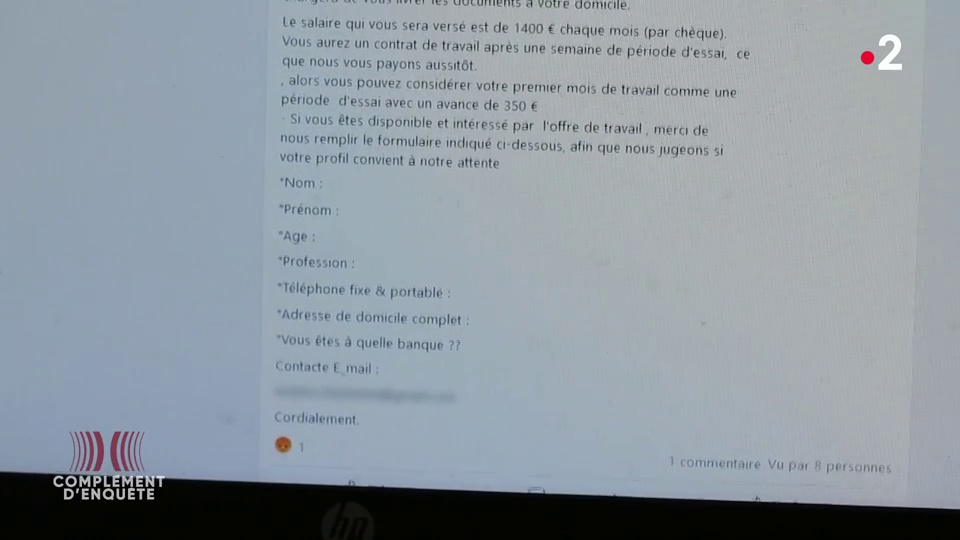 chargera de vous livrer les documents à votre domicile.
Le salaire qui vous sera versé est de 1400 € chaque mois (par chèque).
Vous aurez un contrat de travail après une semaine de période d'essai, ce
que nous vous payons aussitôt.
, alors vous pouvez considérer votre premier mois de travail comme une
période d'essai avec un avance de 350 €
- Si vous êtes disponible et intéressé par l'offre de travail , merci de
nous remplir le formulaire indiqué ci-dessous, afin que nous jugeons si
votre profil convient à notre attente
*Nom :
*Prénom :
*Age :
*Profession :
*Téléphone fixe & portable :
*Adresse de domicile complet :
*Vous êtes à quelle banque ??
Contacte E_mail :
Cordialement.
1
1 commentaire Vu par 8 personnes
2
COMPLÉMENT
D'ENQUÊTE
hp